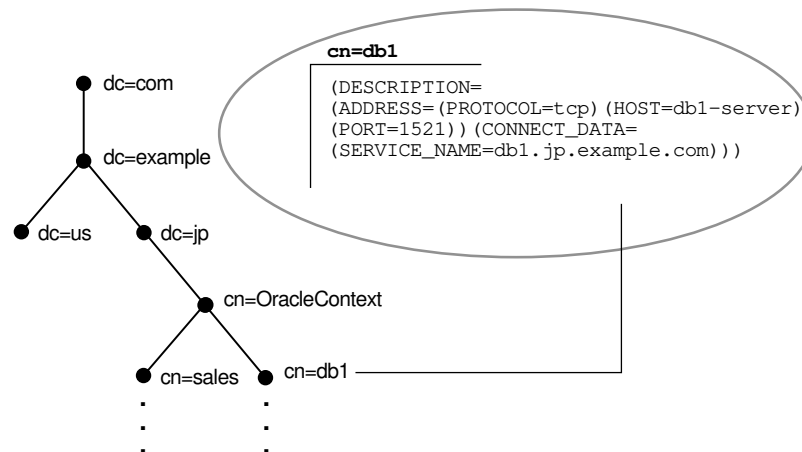 cn=db1
(DESCRIPTION=
(ADDRESS=(PROTOCOL=tcp)(HOST=db1-server)
(PORT=1521))(CONNECT_DATA=
(SERVICE_NAME=db1.jp.example.com)))
dc=com
dc=example
dc=us
dc=jp
cn=OracleContext
cn=sales
cn=db1